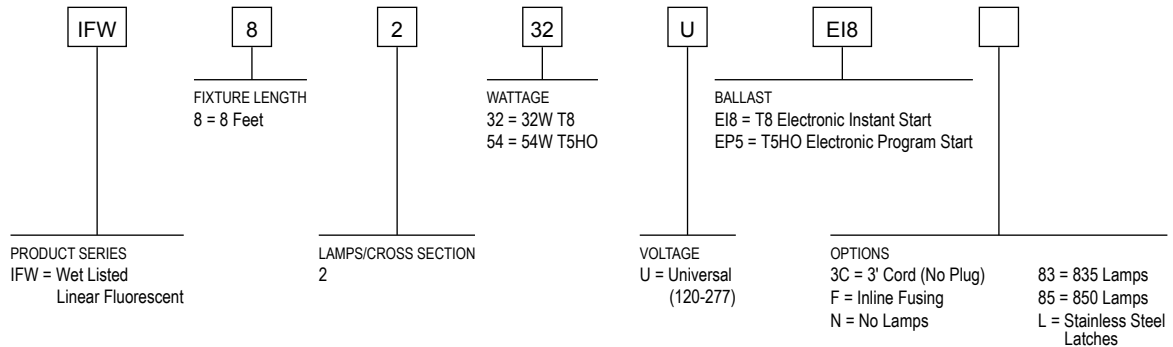 IFW
8
2
32
U
EI8
FIXTURE LENGTH
8 = 8 Feet
WATTAGE
32 = 32W T8
54 = 54W T5HO
BALLAST
EI8 = T8 Electronic Instant Start
EP5 = T5HO Electronic Program Start
PRODUCT SERIES
IFW = Wet Listed
Linear Fluorescent
LAMPS/CROSS SECTION
2
VOLTAGE
U = Universal
(120-277)
OPTIONS
3C = 3' Cord (No Plug)
F = Inline Fusing
N = No Lamps
83 = 835 Lamps
85 = 850 Lamps
L = Stainless Steel
Latches